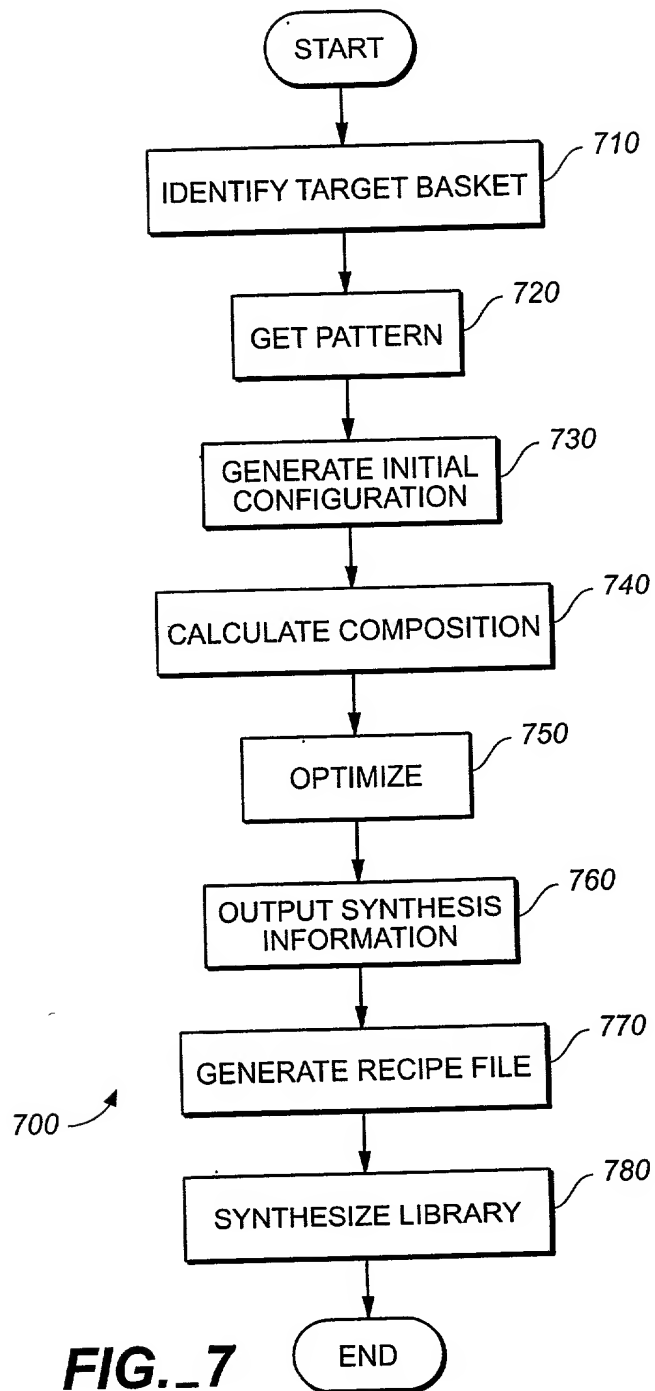 START
710
IDENTIFY TARGET BASKET
720
GET PATTERN
730
GENERATE INITIAL
CONFIGURATION
740
CALCULATE COMPOSITION
750
OPTIMIZE
760
OUTPUT SYNTHESIS
INFORMATION
770
GENERATE RECIPE FILE
700
780
SYNTHESIZE LIBRARY
END
FIG._7